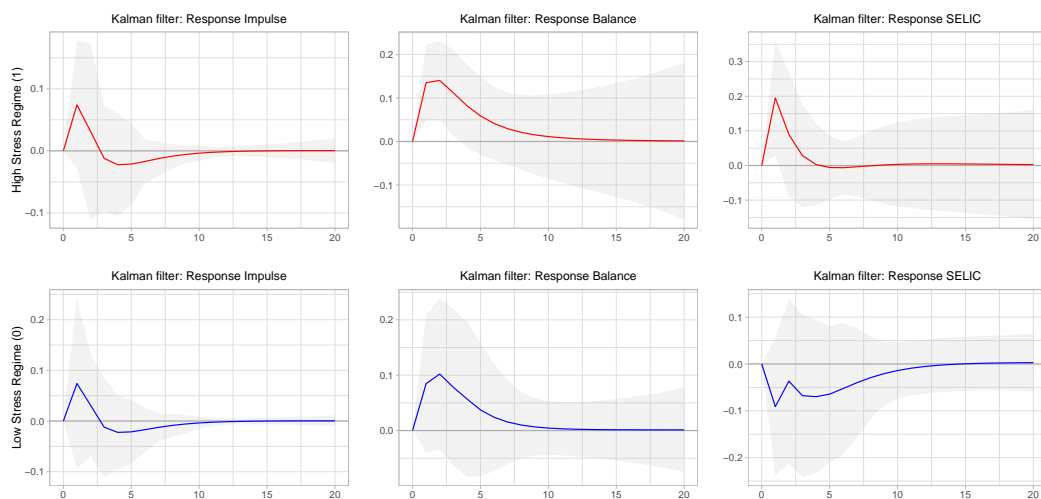 Kalman filter: Response Impulse
Kalman filter: Response Balance
Kalman filter: Response SELIC
High Stress Regime (1)
0.1
0.0
−0.1
0 5 10 15 20
0.2
0.1
0.0
−0.1
0 5 10 15 20
0.3
0.2
0.1
0.0
−0.1
0 5 10 15 20
Kalman filter: Response Impulse
Kalman filter: Response Balance
Kalman filter: Response SELIC
Low Stress Regime (0)
0.2
0.1
0.0
−0.1
0 5 10 15 20
0.2
0.1
0.0
0 5 10 15 20
0.1
0.0
−0.1
−0.2
0 5 10 15 20